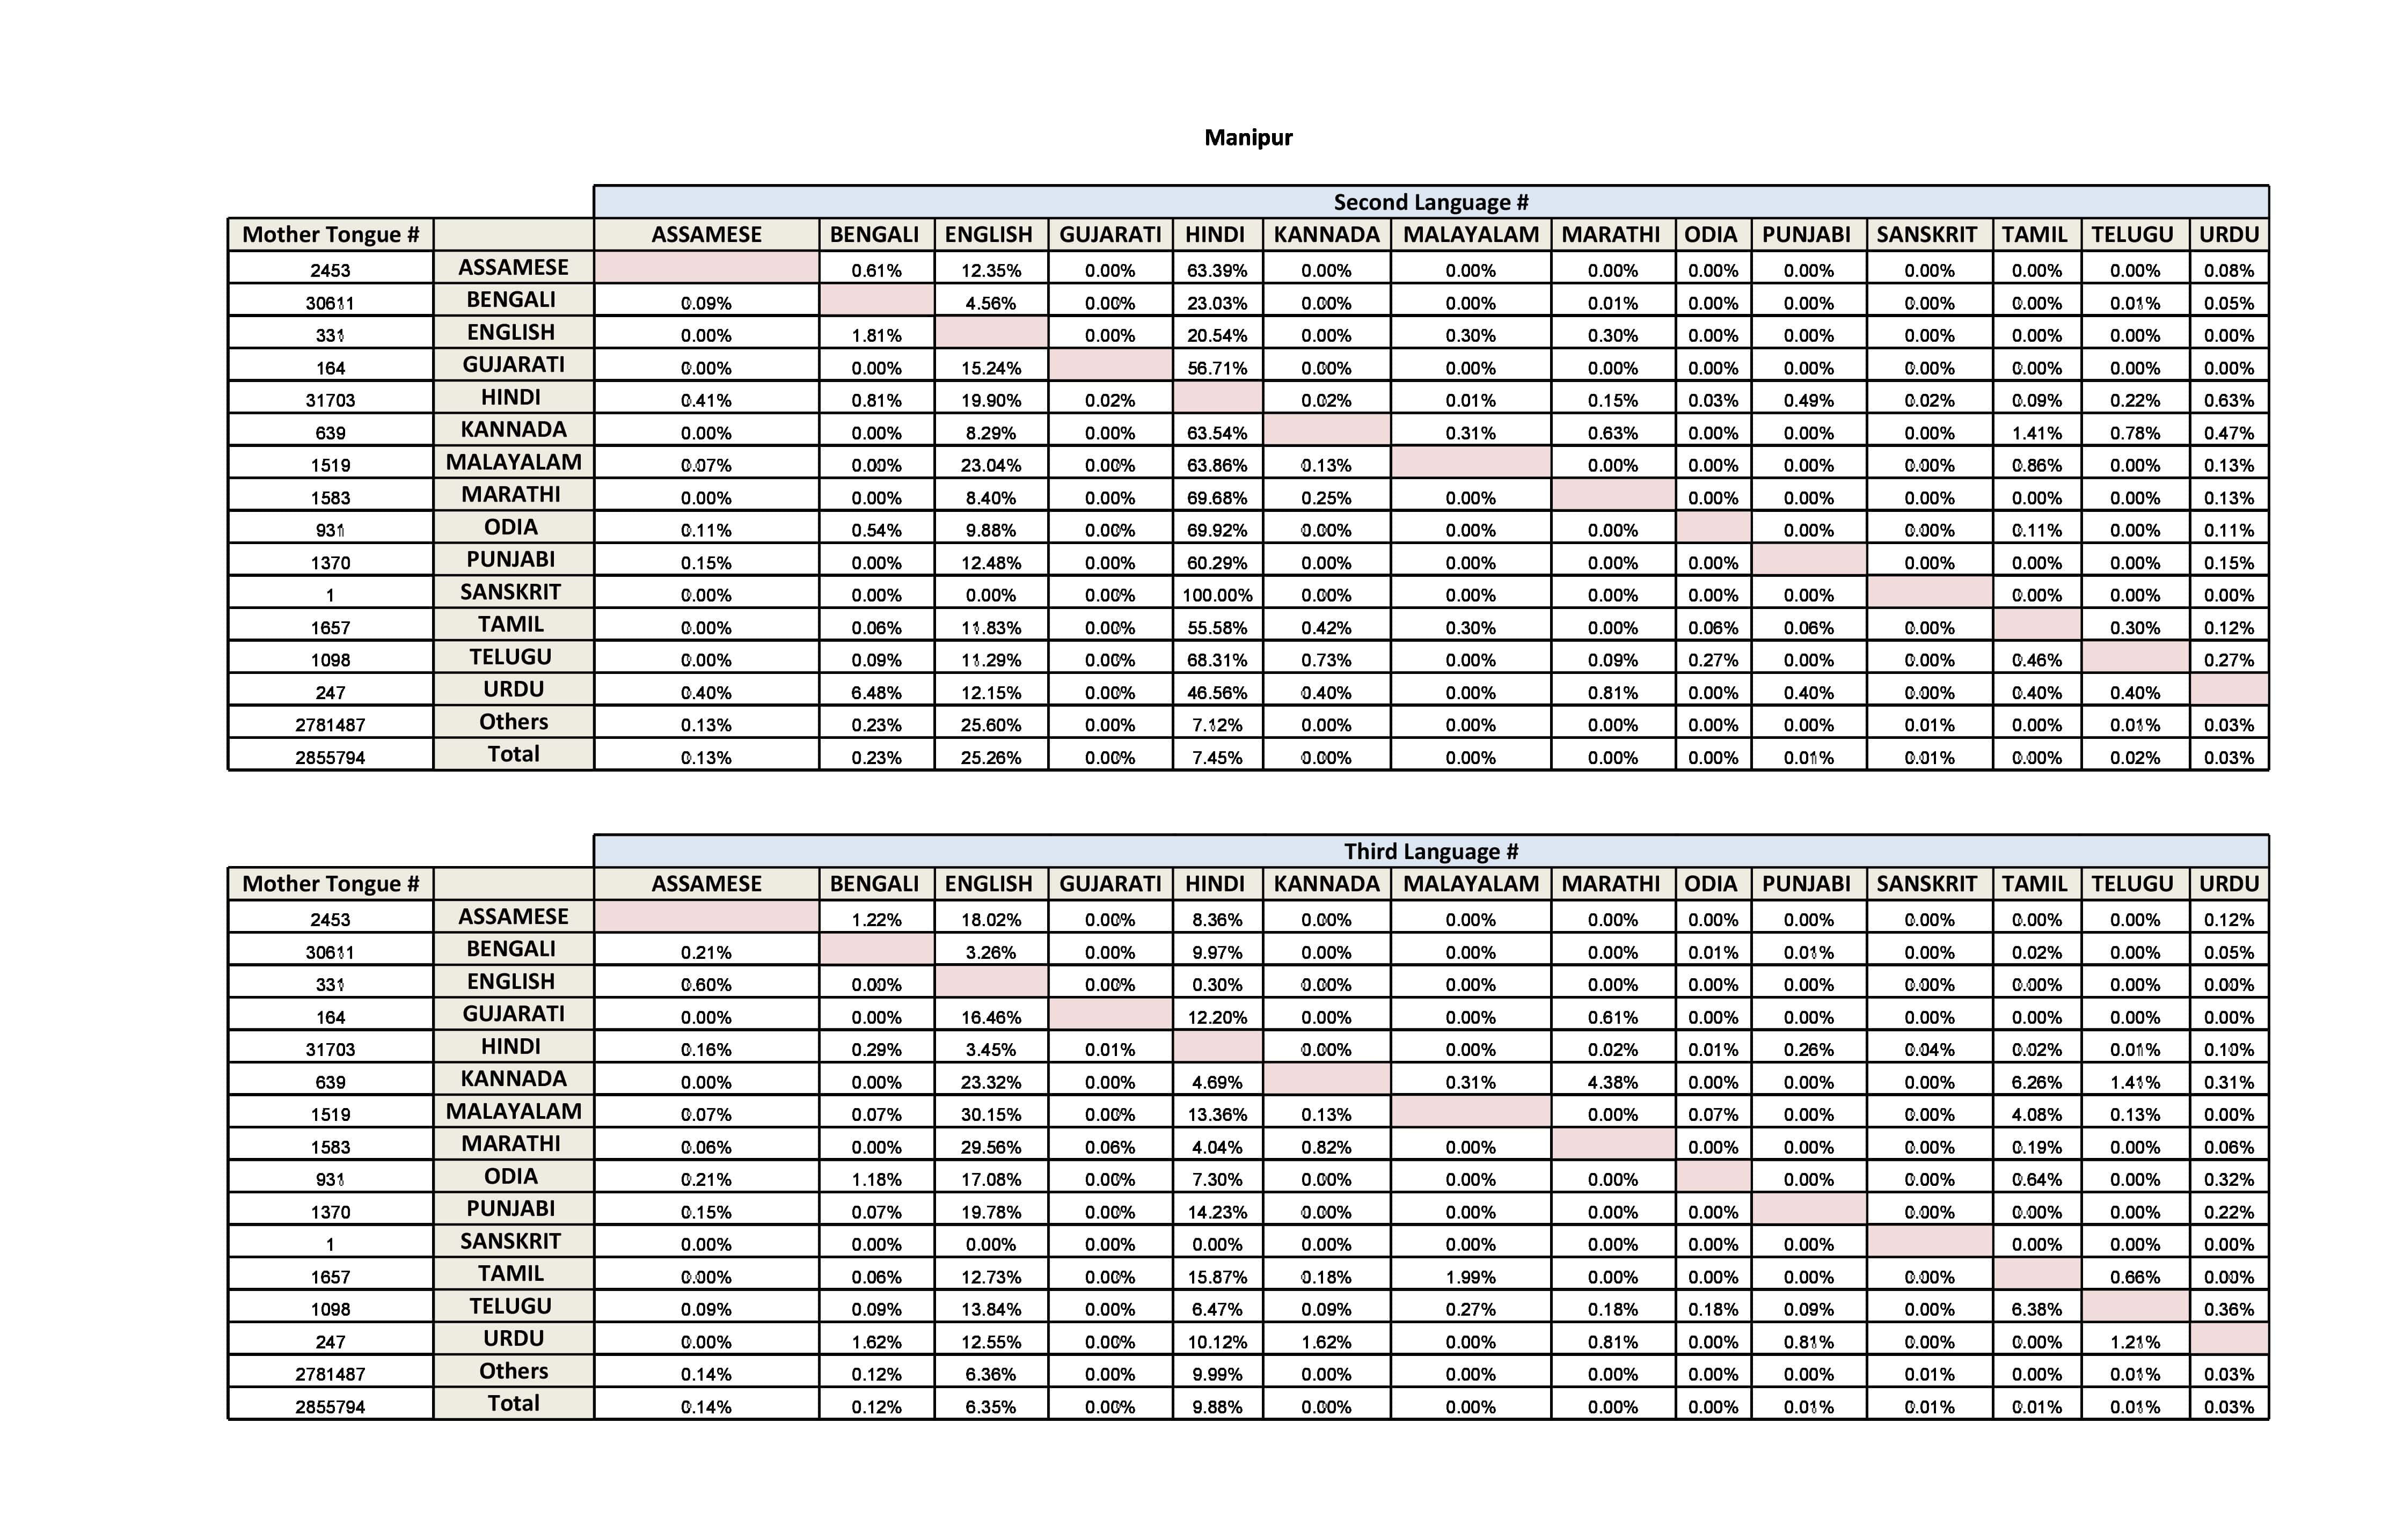 Manipur
Second Language #
Mother Tongue # ASSAMESE BENGALI ENGLISH GUJARATI HINDI KANNADA MALAYALAM MARATHI ODIA PUNJABI SANSKRIT TAMIL TELUGU URDU
2453 ASSAMESE 0.61% 12.35% 0.00% 63.39% 0.00% 0.00% 0.00% 0.00% 0.00% 0.00% 0.00% 0.00% 0.08%
30611 BENGALI 0.09% 4.56% 0.00% 23.03% 0.00% 0.00% 0.01% 0.00% 0.00% 0.00% 0.00% 0.01% 0.05%
331 ENGLISH 0.00% 1.81% 0.00% 20.54% 0.00% 0.30% 0.30% 0.00% 0.00% 0.00% 0.00% 0.00% 0.00%
164 GUJARATI 0.00% 0.00% 15.24% 56.71% 0.00% 0.00% 0.00% 0.00% 0.00% 0.00% 0.00% 0.00% 0.00%
31703 HINDI 0.41% 0.81% 19.90% 0.02% 0.02% 0.01% 0.15% 0.03% 0.49% 0.02% 0.09% 0.22% 0.63%
639 KANNADA 0.00% 0.00% 8.29% 0.00% 63.54% 0.31% 0.63% 0.00% 0.00% 0.00% 1.41% 0.78% 0.47%
1519 MALAYALAM 0.07% 0.00% 23.04% 0.00% 63.86% 0.13% 0.00% 0.00% 0.00% 0.00% 0.86% 0.00% 0.13%
1583 MARATHI 0.00% 0.00% 8.40% 0.00% 69.68% 0.25% 0.00% 0.00% 0.00% 0.00% 0.00% 0.00% 0.13%
931 ODIA 0.11% 0.54% 9.88% 0.00% 69.92% 0.00% 0.00% 0.00% 0.00% 0.00% 0.11% 0.00% 0.11%
1370 PUNJABI 0.15% 0.00% 12.48% 0.00% 60.29% 0.00% 0.00% 0.00% 0.00% 0.00% 0.00% 0.00% 0.15%
1 SANSKRIT 0.00% 0.00% 0.00% 0.00% 100.00% 0.00% 0.00% 0.00% 0.00% 0.00% 0.00% 0.00% 0.00%
1657 TAMIL 0.00% 0.06% 11.83% 0.00% 55.58% 0.42% 0.30% 0.00% 0.06% 0.06% 0.00% 0.30% 0.12%
1098 TELUGU 0.00% 0.09% 11.29% 0.00% 68.31% 0.73% 0.00% 0.09% 0.27% 0.00% 0.00% 0.46% 0.27%
247 URDU 0.40% 6.48% 12.15% 0.00% 46.56% 0.40% 0.00% 0.81% 0.00% 0.40% 0.00% 0.40% 0.40%
2781487 Others 0.13% 0.23% 25.60% 0.00% 7.12% 0.00% 0.00% 0.00% 0.00% 0.00% 0.01% 0.00% 0.01% 0.03%
2855794 Total 0.13% 0.23% 25.26% 0.00% 7.45% 0.00% 0.00% 0.00% 0.00% 0.01% 0.01% 0.00% 0.02% 0.03%
Third Language #
Mother Tongue # ASSAMESE BENGALI ENGLISH GUJARATI HINDI KANNADA MALAYALAM MARATHI ODIA PUNJABI SANSKRIT TAMIL TELUGU URDU
2453 ASSAMESE 1.22% 18.02% 0.00% 8.36% 0.00% 0.00% 0.00% 0.00% 0.00% 0.00% 0.00% 0.00% 0.12%
30611 BENGALI 0.21% 3.26% 0.00% 9.97% 0.00% 0.00% 0.00% 0.01% 0.01% 0.00% 0.02% 0.00% 0.05%
331 ENGLISH 0.60% 0.00% 0.00% 0.30% 0.00% 0.00% 0.00% 0.00% 0.00% 0.00% 0.00% 0.00% 0.00%
164 GUJARATI 0.00% 0.00% 16.46% 12.20% 0.00% 0.00% 0.61% 0.00% 0.00% 0.00% 0.00% 0.00% 0.00%
31703 HINDI 0.16% 0.29% 3.45% 0.01% 0.00% 0.00% 0.02% 0.01% 0.26% 0.04% 0.02% 0.01% 0.10%
639 KANNADA 0.00% 0.00% 23.32% 0.00% 4.69% 0.31% 4.38% 0.00% 0.00% 0.00% 6.26% 1.41% 0.31%
1519 MALAYALAM 0.07% 0.07% 30.15% 0.00% 13.36% 0.13% 0.00% 0.07% 0.00% 0.00% 4.08% 0.13% 0.00%
1583 MARATHI 0.06% 0.00% 29.56% 0.06% 4.04% 0.82% 0.00% 0.00% 0.00% 0.00% 0.19% 0.00% 0.06%
931 ODIA 0.21% 1.18% 17.08% 0.00% 7.30% 0.00% 0.00% 0.00% 0.00% 0.00% 0.64% 0.00% 0.32%
1370 PUNJABI 0.15% 0.07% 19.78% 0.00% 14.23% 0.00% 0.00% 0.00% 0.00% 0.00% 0.00% 0.00% 0.22%
1 SANSKRIT 0.00% 0.00% 0.00% 0.00% 0.00% 0.00% 0.00% 0.00% 0.00% 0.00% 0.00% 0.00% 0.00%
1657 TAMIL 0.00% 0.06% 12.73% 0.00% 15.87% 0.18% 1.99% 0.00% 0.00% 0.00% 0.00% 0.66% 0.00%
1098 TELUGU 0.09% 0.09% 13.84% 0.00% 6.47% 0.09% 0.27% 0.18% 0.18% 0.09% 0.00% 6.38% 0.36%
247 URDU 0.00% 1.62% 12.55% 0.00% 10.12% 1.62% 0.00% 0.81% 0.00% 0.81% 0.00% 0.00% 1.21%
2781487 Others 0.14% 0.12% 6.36% 0.00% 9.99% 0.00% 0.00% 0.00% 0.00% 0.00% 0.01% 0.00% 0.01% 0.03%
2855794 Total 0.14% 0.12% 6.35% 0.00% 9.88% 0.00% 0.00% 0.00% 0.00% 0.01% 0.01% 0.01% 0.01% 0.03%